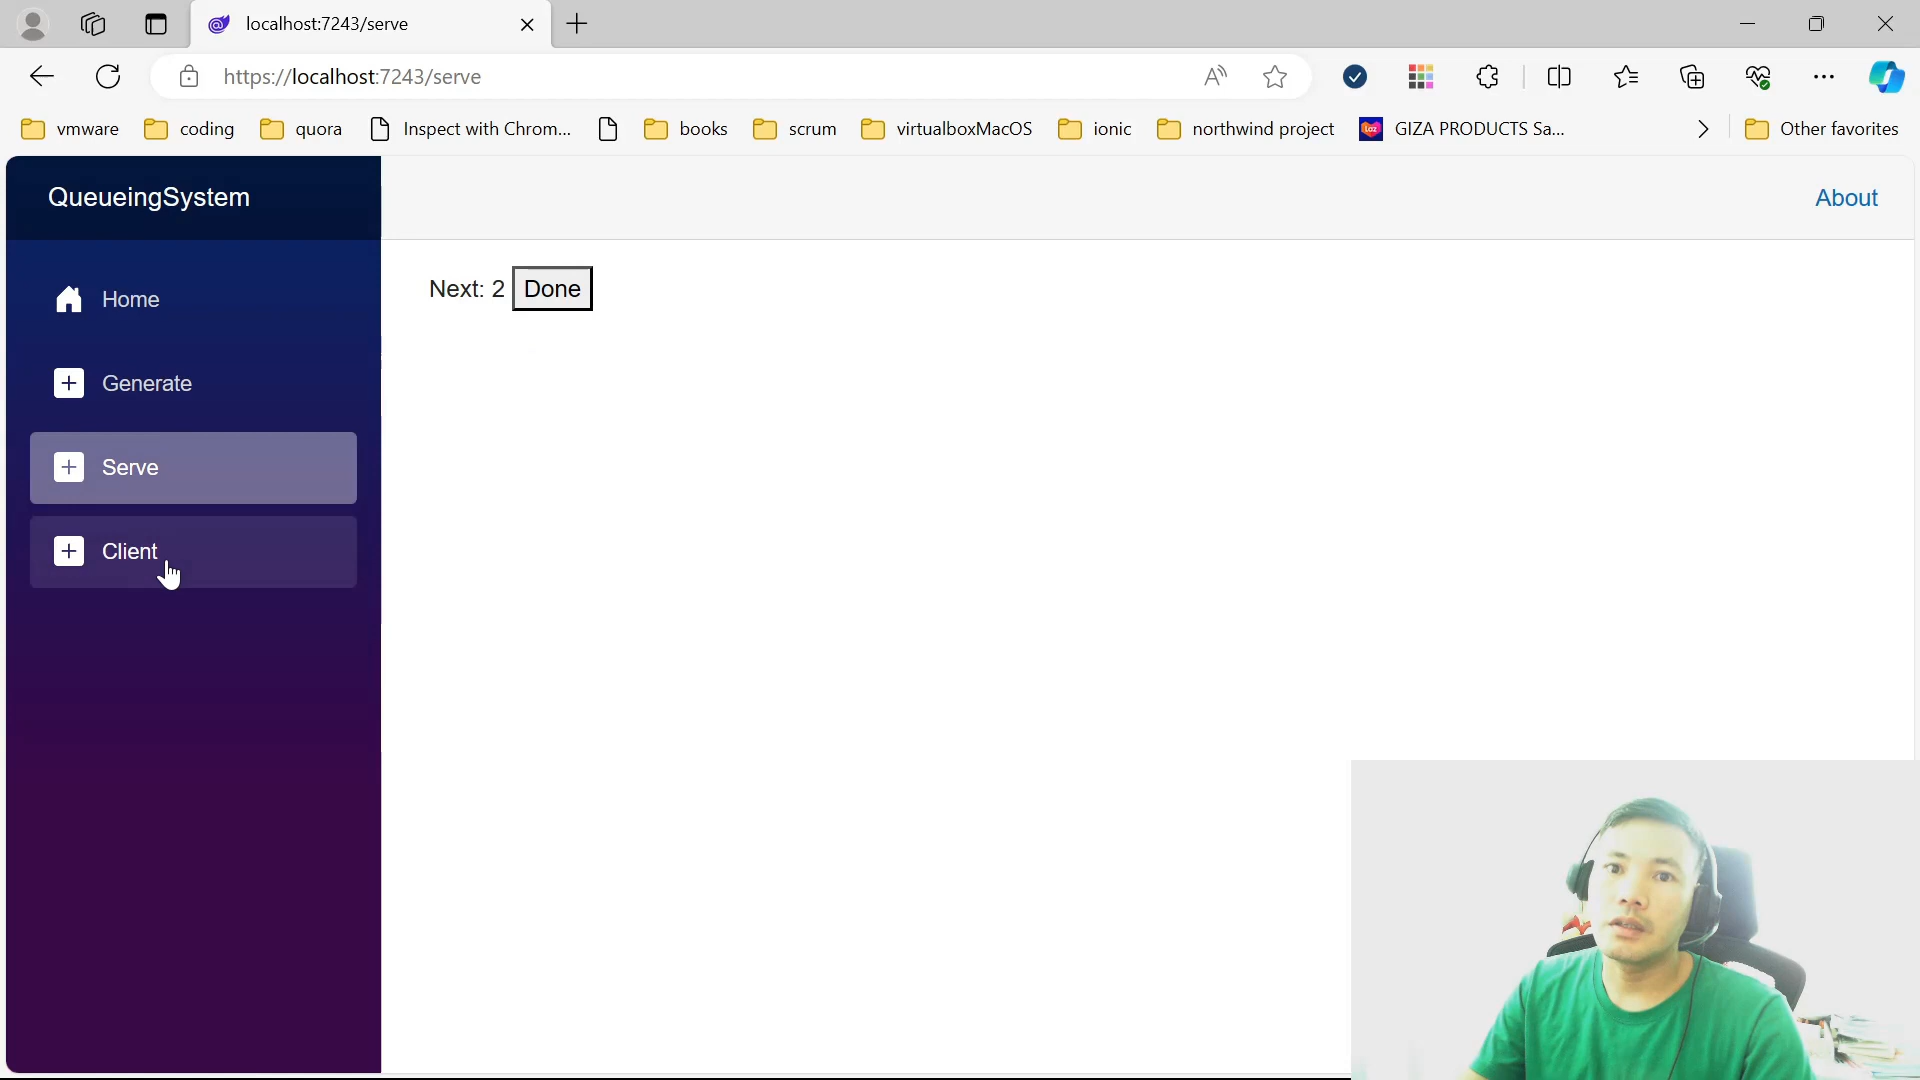 localhost:7243/serve
https://localhost:7243/serve
vmware
coding
quora
Inspect with Chrom...
books
scrum
virtualboxMacOS
ionic
northwind project
GIZA PRODUCTS Sa...
Other favorites
QueueingSystem
About
Home
Generate
Serve
Client
Next: 2 Done